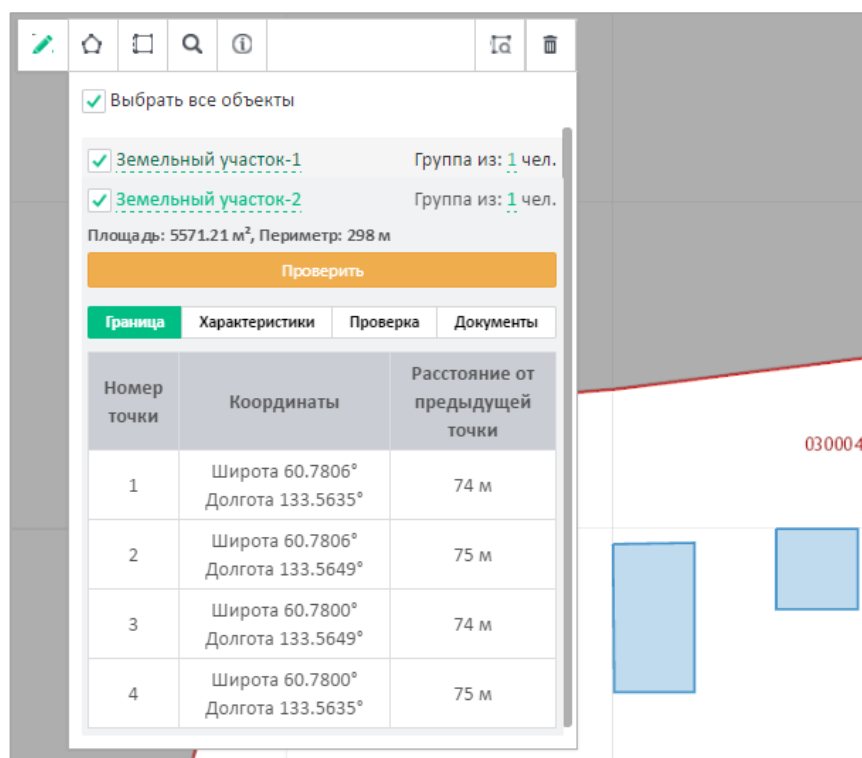 Выбрать все объекты
Земельный участок-1 Группа из: 1 чел.
Земельный участок-2 Группа из: 1 чел.
Площадь: 5571.21 м², Периметр: 298 м
Проверить
Граница Характеристики Проверка Документы
Номер точки Координаты Расстояние от предыдущей точки
1 Широта 60.7806° 74 м
Долгота 133.5635°
2 Широта 60.7806° 75 м
Долгота 133.5649°
3 Широта 60.7800° 74 м
Долгота 133.5649°
4 Широта 60.7800° 75 м
Долгота 133.5635°
030004